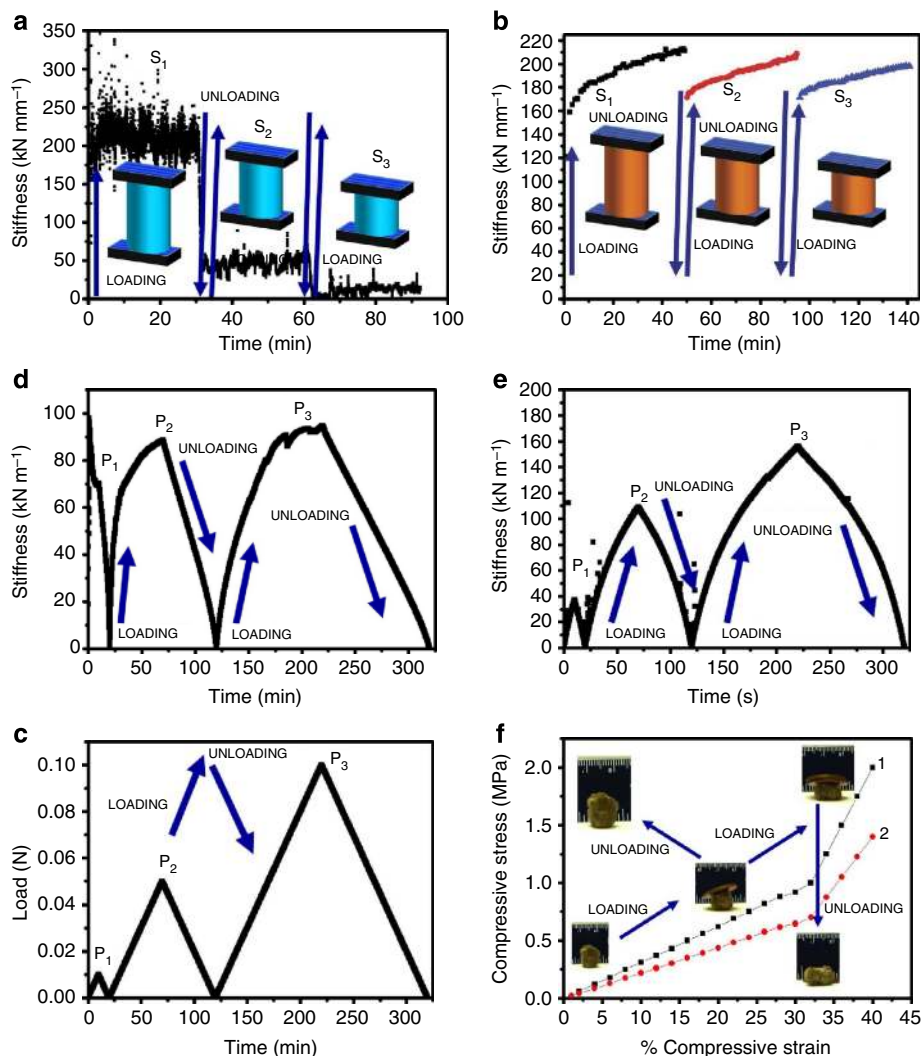 a
350
300
250
200
150
100
50
0
Stiffness (kN mm⁻¹)
S₁
UNLOADING
S₂
S₃
LOADING
LOADING
LOADING
0 20 40 60 80 100
Time (min)
b
220
200
180
160
140
120
100
80
60
40
20
0
Stiffness (kN mm⁻¹)
S₁
S₂
S₃
UNLOADING
UNLOADING
LOADING
LOADING
LOADING
0 20 40 60 80 100 120 140
Time (min)
d
100
80
60
40
20
0
Stiffness (kN m⁻¹)
P₁
P₂
P₃
UNLOADING
UNLOADING
LOADING
LOADING
0 50 100 150 200 250 300
Time (min)
e
200
180
160
140
120
100
80
60
40
20
0
Stiffness (kN m⁻¹)
P₁
P₂
P₃
UNLOADING
UNLOADING
LOADING
LOADING
0 50 100 150 200 250 300
Time (s)
c
0.10
0.08
0.06
0.04
0.02
0.00
Load (N)
P₁
P₂
P₃
UNLOADING
LOADING
0 50 100 150 200 250 300
Time (min)
f
2.0
1.5
1.0
0.5
0.0
Compressive stress (MPa)
1
2
LOADING
UNLOADING
LOADING
UNLOADING
0 5 10 15 20 25 30 35 40 45
% Compressive strain